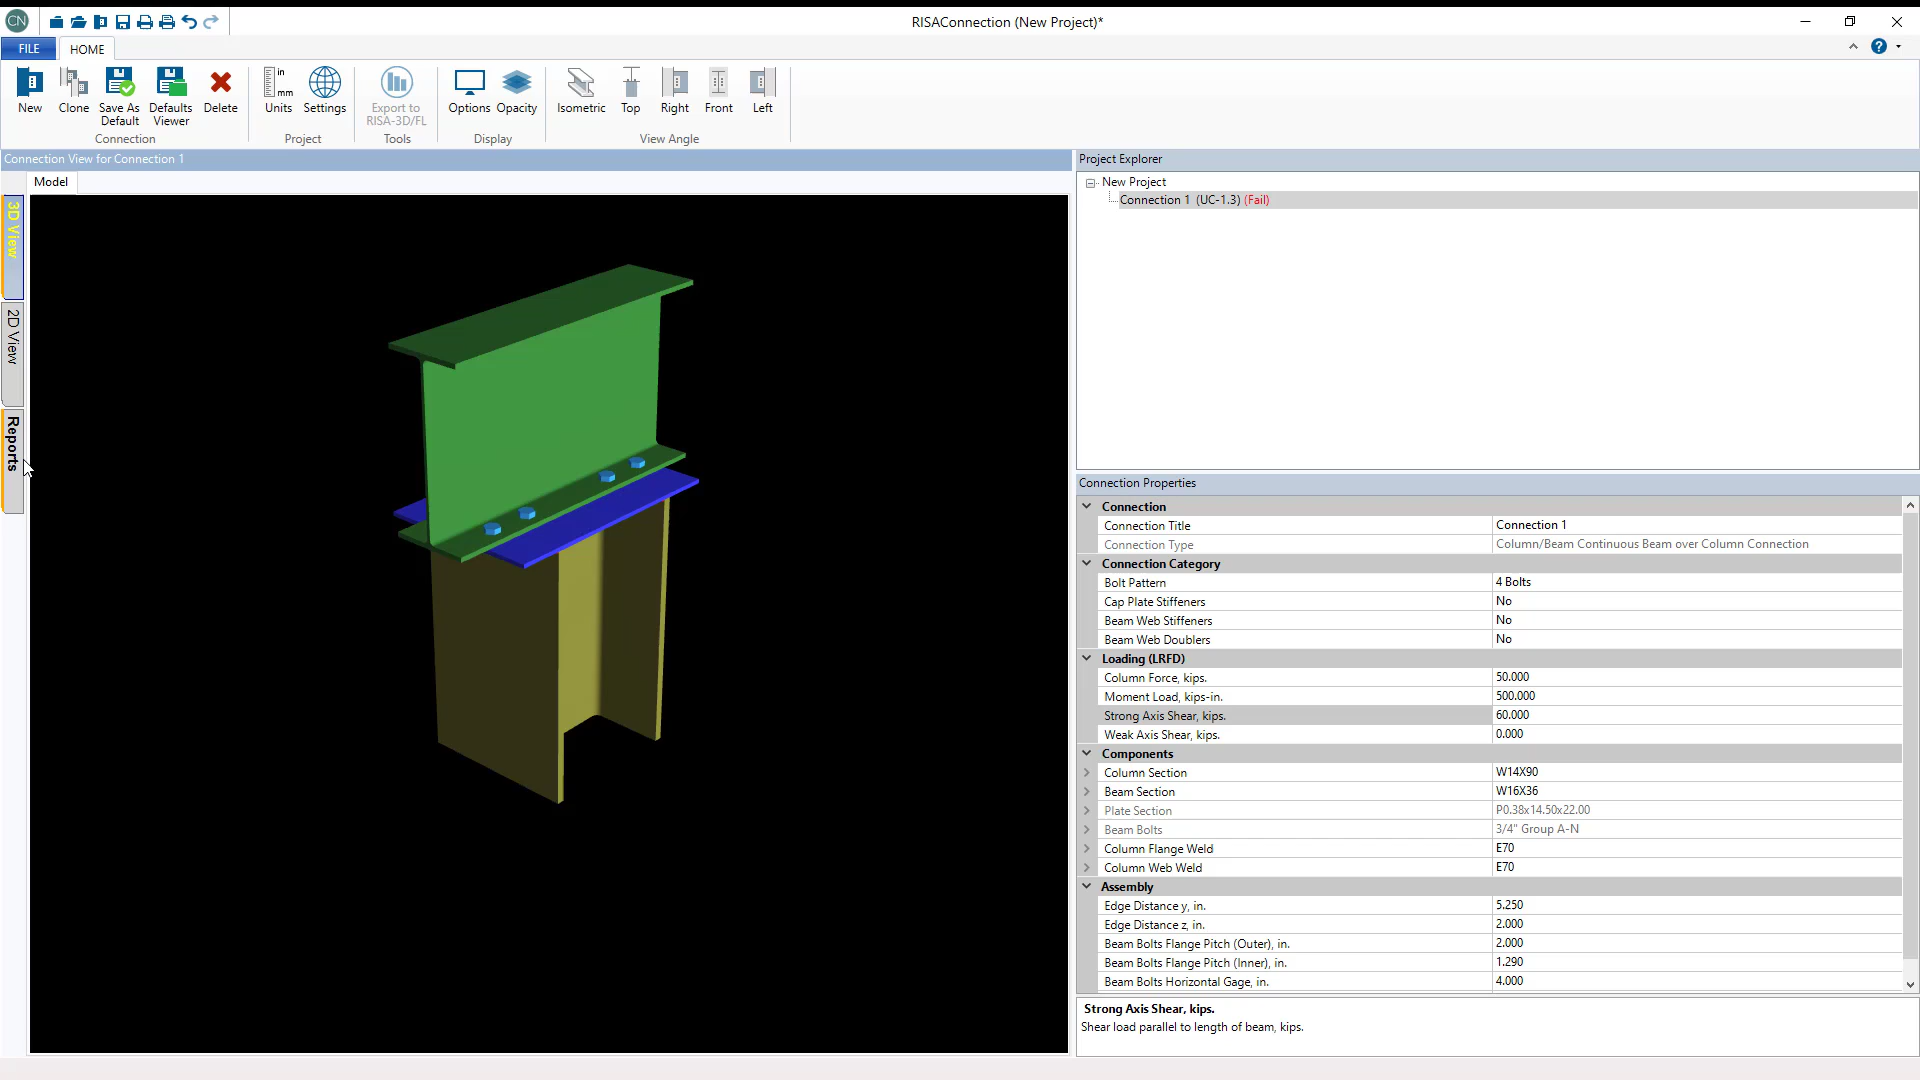 CN
RISAConnection (New Project)*
FILE
HOME
New
Clone
Save As
Default
Defaults
Viewer
Delete
in
mm
Units
Settings
Export to
RISA-3D/FL
Options
Opacity
Isometric
Top
Right
Front
Left
Connection
Project
Tools
Display
View Angle
Connection View for Connection 1
Model
3D View
2D View
Reports
Project Explorer
New Project
Connection 1 (UC-1.3) (Fail)
Connection Properties
Connection
Connection Title Connection 1
Connection Type Column/Beam Continuous Beam over Column Connection
Connection Category
Bolt Pattern 4 Bolts
Cap Plate Stiffeners No
Beam Web Stiffeners No
Beam Web Doublers No
Loading (LRFD)
Column Force, kips. 50.000
Moment Load, kips-in. 500.000
Strong Axis Shear, kips. 60.000
Weak Axis Shear, kips. 0.000
Components
Column Section W14X90
Beam Section W16X36
Plate Section P0.38x14.50x22.00
Beam Bolts 3/4" Group A-N
Column Flange Weld E70
Column Web Weld E70
Assembly
Edge Distance y, in. 5.250
Edge Distance z, in. 2.000
Beam Bolts Flange Pitch (Outer), in. 2.000
Beam Bolts Flange Pitch (Inner), in. 1.290
Beam Bolts Horizontal Gage, in. 4.000
Strong Axis Shear, kips.
Shear load parallel to length of beam, kips.